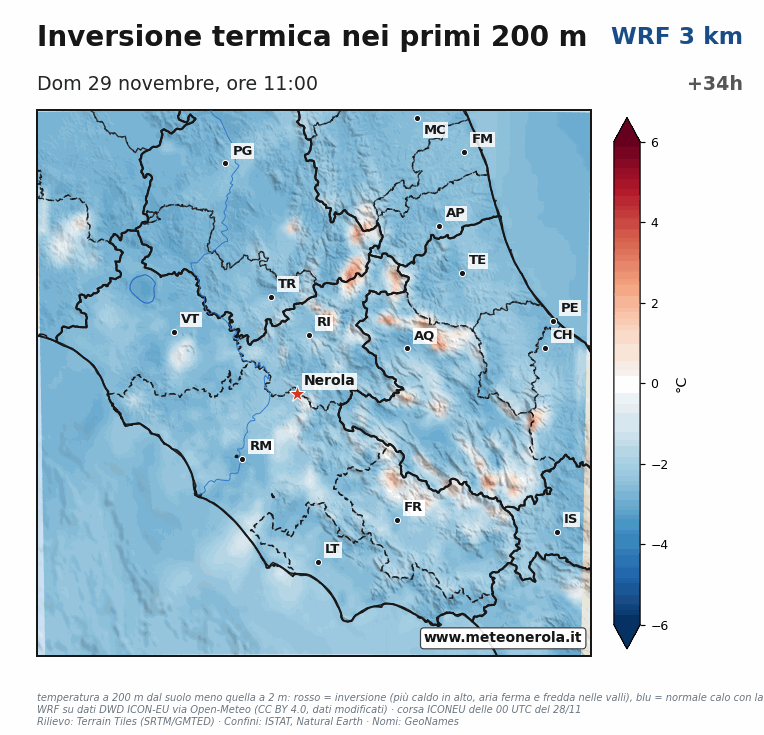 Inversione termica nei primi 200 m WRF 3 km
Dom 29 novembre, ore 11:00 +34h
MC
FM
PG
AP
TE
TR
PE
VT
RI
AQ
CH
Nerola
RM
FR
IS
LT
www.meteonerola.it
6
4
2
0
−2
−4
−6
°C
temperatura a 200 m dal suolo meno quella a 2 m: rosso = inversione (più caldo in alto, aria ferma e fredda nelle valli), blu = normale calo con la
WRF su dati DWD ICON-EU via Open-Meteo (CC BY 4.0, dati modificati) · corsa ICONEU delle 00 UTC del 28/11
Rilievo: Terrain Tiles (SRTM/GMTED) · Confini: ISTAT, Natural Earth · Nomi: GeoNames